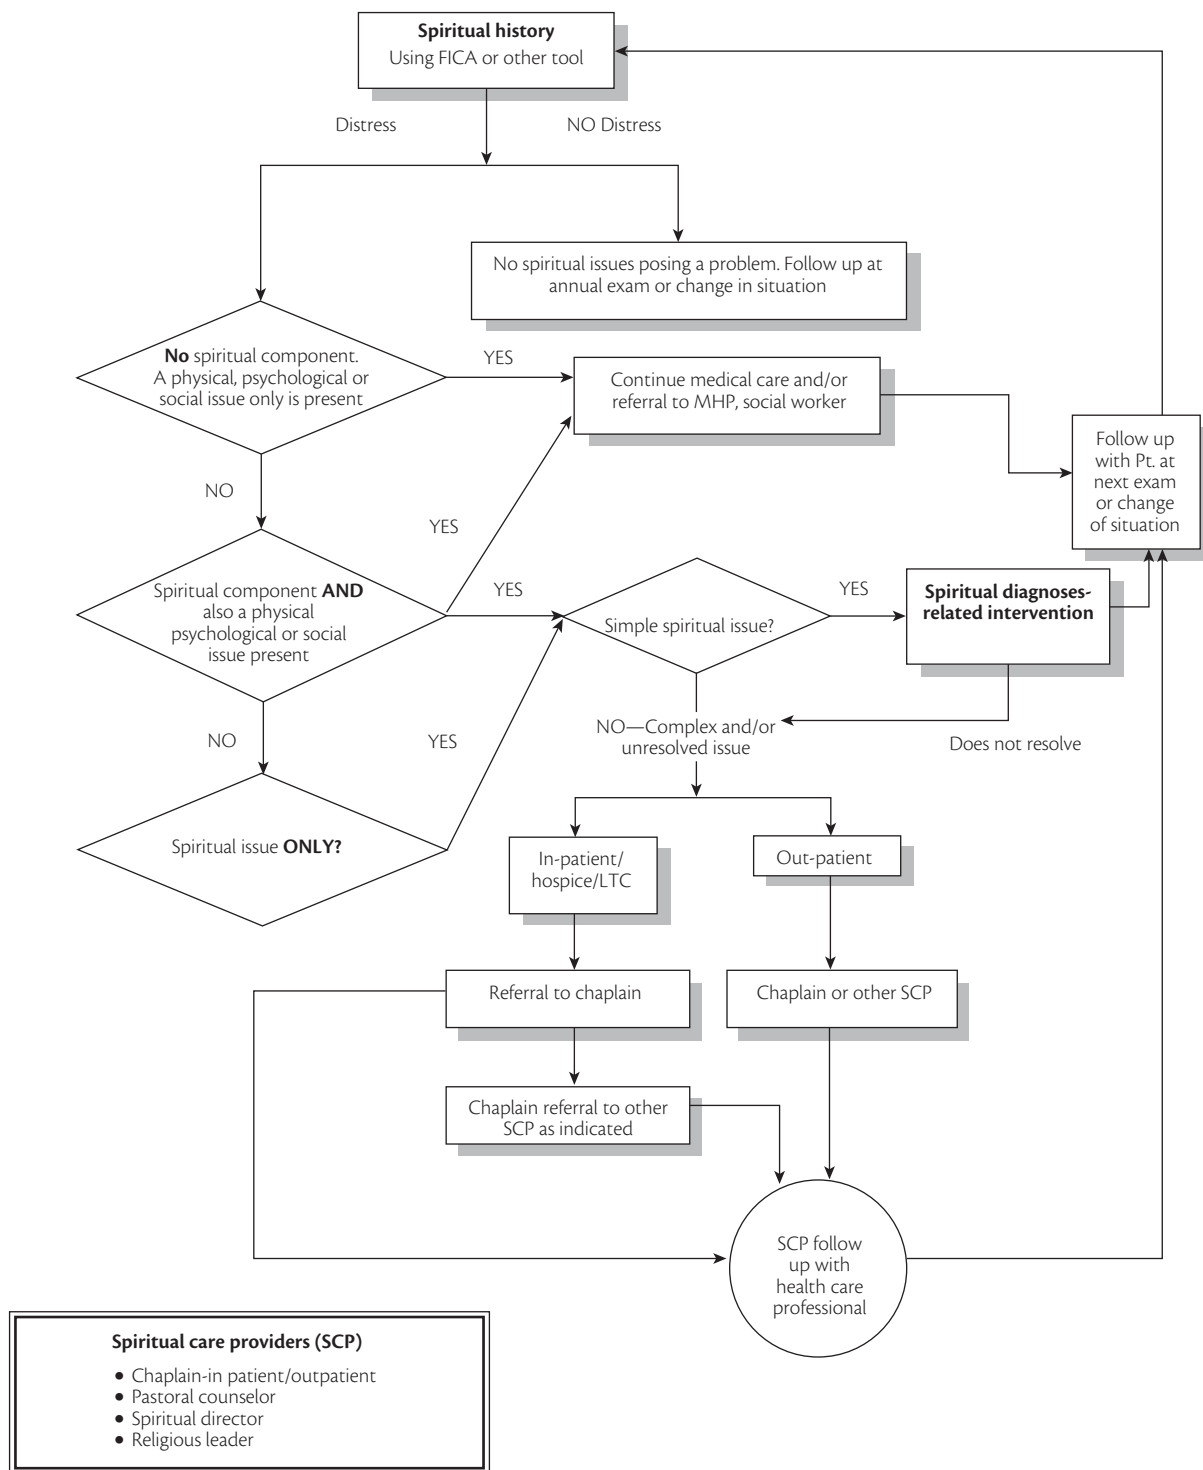 Spiritual history
Using FICA or other tool
Distress
NO Distress
No spiritual issues posing a problem. Follow up at
annual exam or change in situation
No spiritual component.
A physical, psychological or
social issue only is present
YES
Continue medical care and/or
referral to MHP, social worker
Follow up
with Pt. at
next exam
or change
of situation
NO
YES
Spiritual component AND
also a physical
psychological or social
issue present
YES
Simple spiritual issue?
YES
Spiritual diagnoses-
related intervention
NO
YES
NO—Complex and/or
unresolved issue
Does not resolve
Spiritual issue ONLY?
In-patient/
hospice/LTC
Out-patient
Referral to chaplain
Chaplain or other SCP
Chaplain referral to other
SCP as indicated
SCP follow
up with
health care
professional
Spiritual care providers (SCP)
• Chaplain-in patient/outpatient
• Pastoral counselor
• Spiritual director
• Religious leader